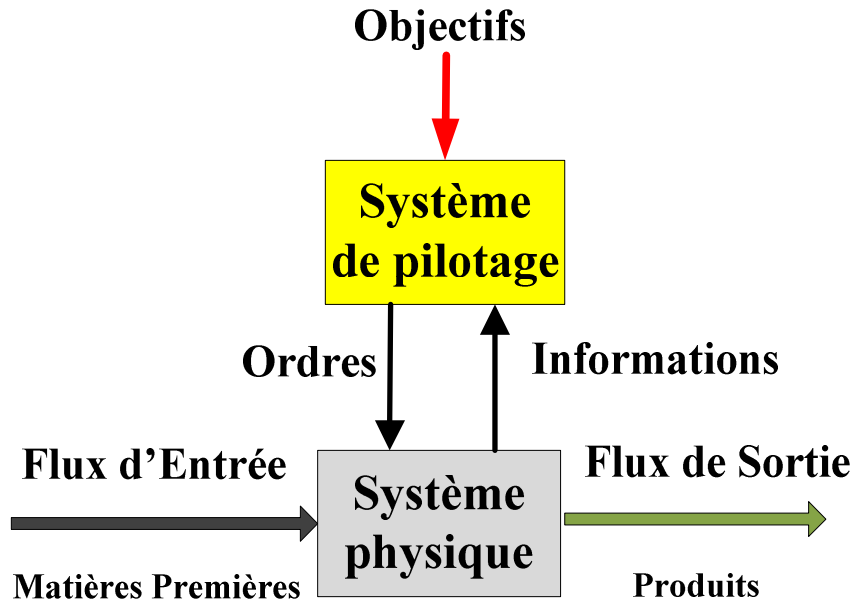 Objectifs
Système
de pilotage
Ordres
Informations
Flux d’Entrée
Flux de Sortie
Système
physique
Matières Premières
Produits